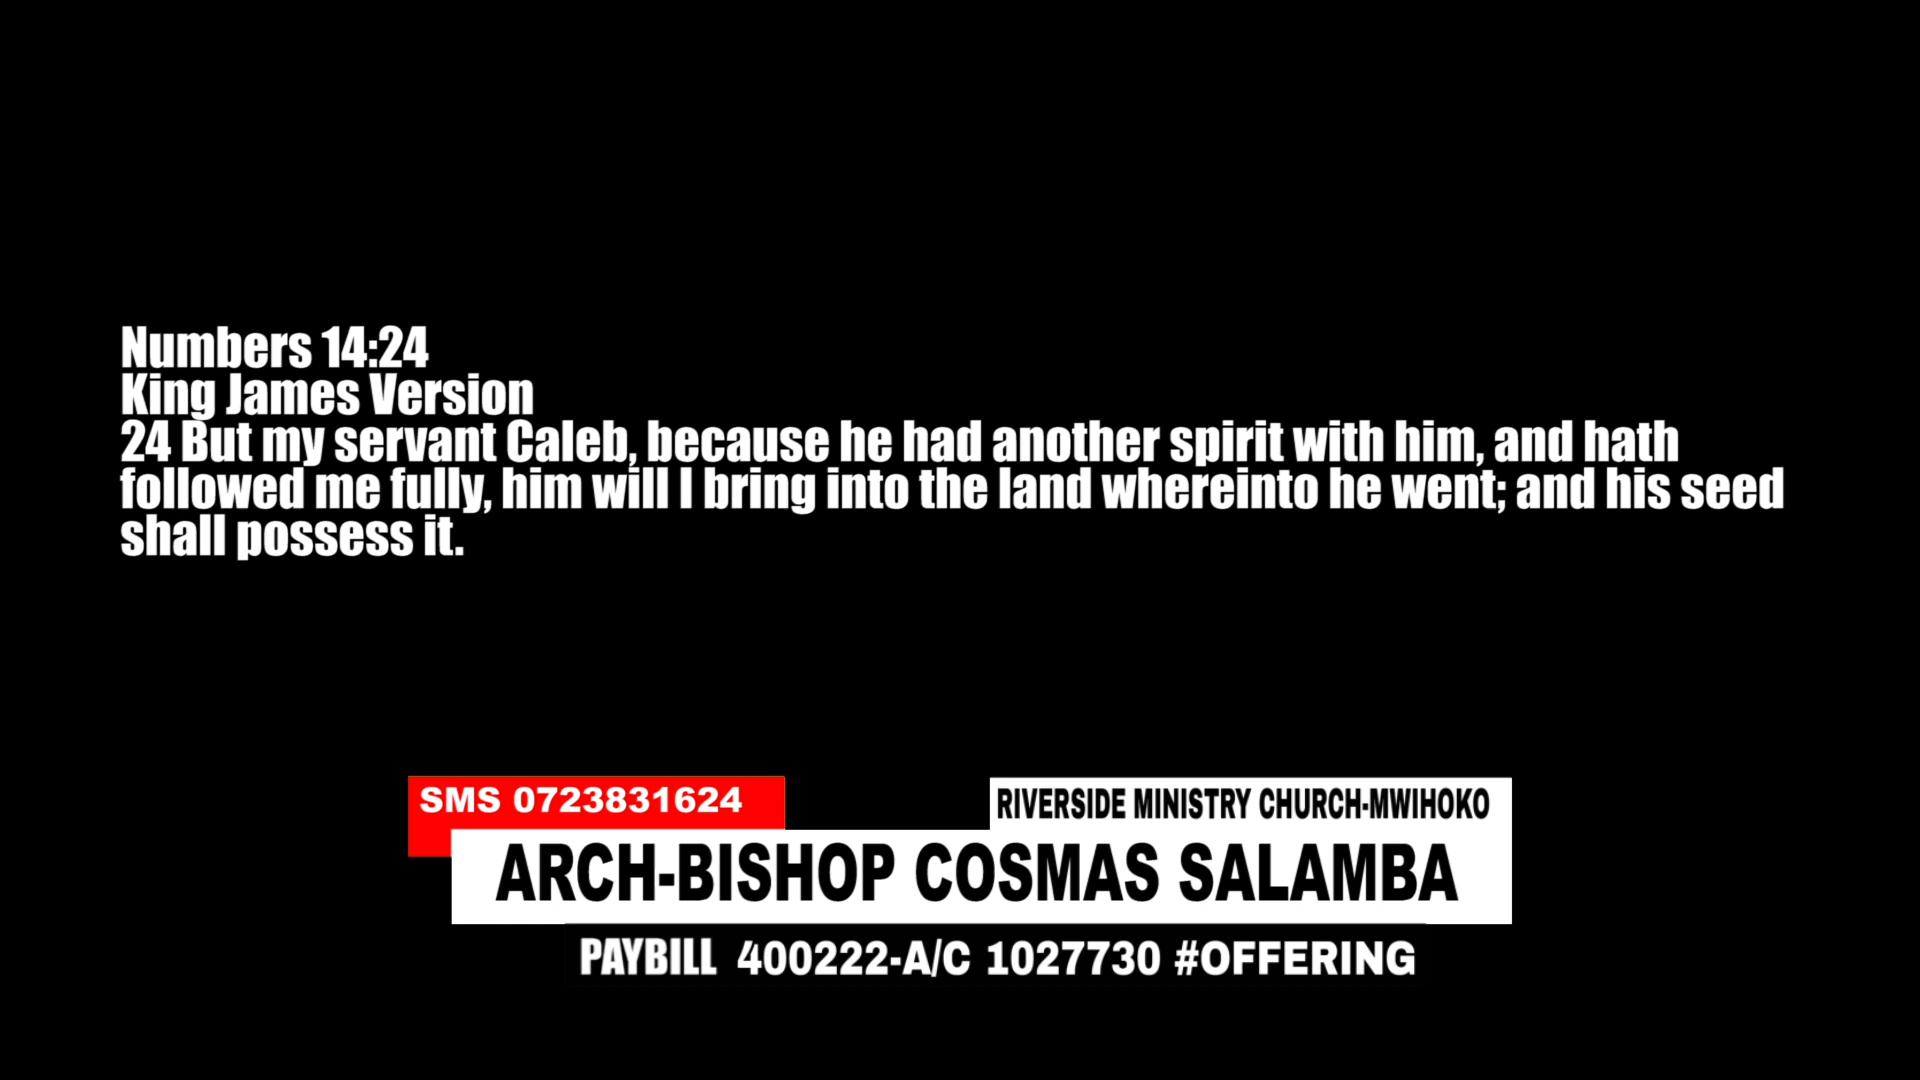 Numbers 14:24
King James Version
24 But my servant Caleb, because he had another spirit with him, and hath
followed me fully, him will I bring into the land whereinto he went; and his seed
shall possess it.
SMS 0723831624
RIVERSIDE MINISTRY CHURCH-MWIHOKO
ARCH-BISHOP COSMAS SALAMBA
PAYBILL 400222-A/C 1027730 #OFFERING